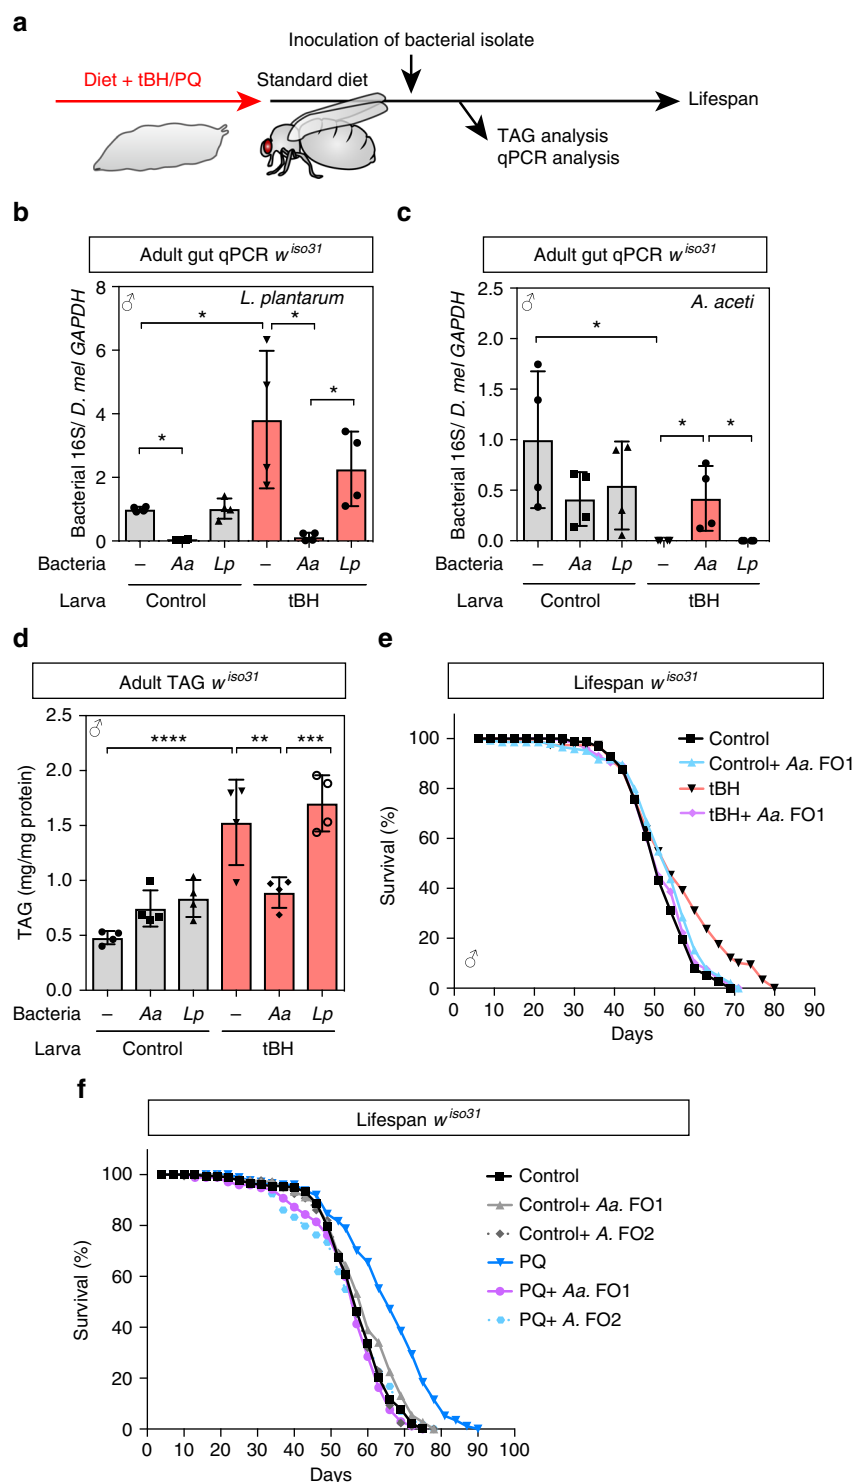 a
Inoculation of bacterial isolate
Diet + tBH/PQ
Standard diet
Lifespan
TAG analysis
qPCR analysis
b
Adult gut qPCR w^iso31
♂
L. plantarum
Bacterial 16S/ D. mel GAPDH
8
6
4
2
0
* * * *
Bacteria – Aa Lp – Aa Lp
Larva Control tBH
c
Adult gut qPCR w^iso31
♂
A. aceti
Bacterial 16S/ D. mel GAPDH
2.5
2.0
1.5
1.0
0.5
0.0
* * *
Bacteria – Aa Lp – Aa Lp
Larva Control tBH
d
Adult TAG w^iso31
♂
TAG (mg/mg protein)
2.5
2.0
1.5
1.0
0.5
0.0
**** ** ***
Bacteria – Aa Lp – Aa Lp
Larva Control tBH
e
Lifespan w^iso31
Survival (%)
100
80
60
40
20
0
♂
Control
Control+ Aa. FO1
tBH
tBH+ Aa. FO1
0 10 20 30 40 50 60 70 80 90
Days
f
Lifespan w^iso31
Survival (%)
100
80
60
40
20
0
Control
Control+ Aa. FO1
Control+ A. FO2
PQ
PQ+ Aa. FO1
PQ+ A. FO2
0 10 20 30 40 50 60 70 80 90 100
Days